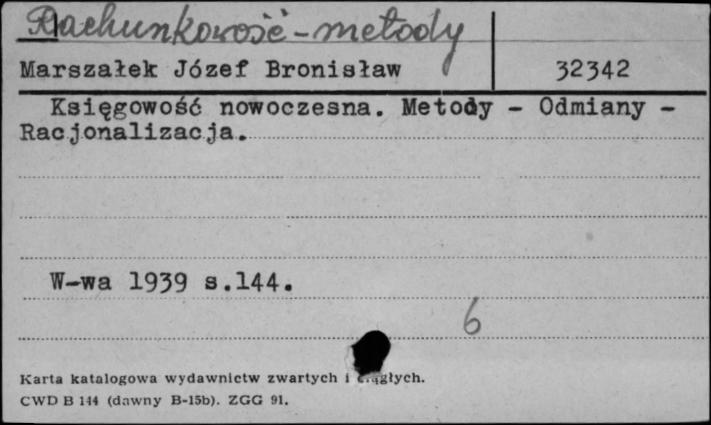 Rachunkowość - metody
Marszałek Józef Bronisław 32342
Księgowość nowoczesna. Metody - Odmiany -
Racjonalizacja.
W-wa 1939 s.144.
6
Karta katalogowa wydawnictw zwartych i ciągłych.
CWD B 144 (dawny B-15b). ZGG 91.